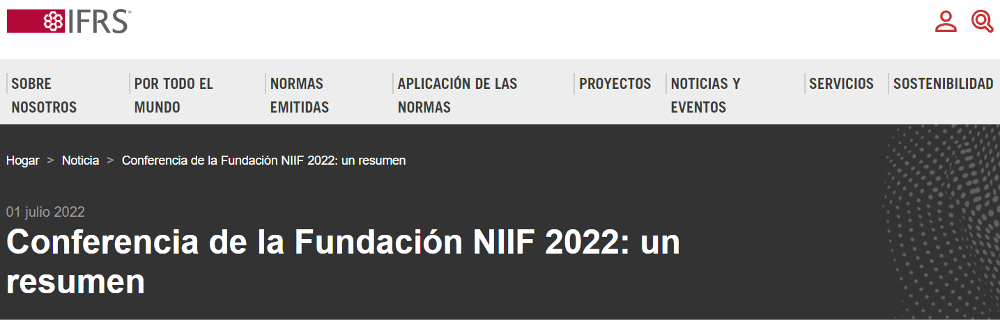 IFRS®
SOBRE NOSOTROS
POR TODO EL MUNDO
NORMAS EMITIDAS
APLICACIÓN DE LAS NORMAS
PROYECTOS
NOTICIAS Y EVENTOS
SERVICIOS
SOSTENIBILIDAD
Hogar > Noticia > Conferencia de la Fundación NIIF 2022: un resumen
01 julio 2022
Conferencia de la Fundación NIIF 2022: un
resumen